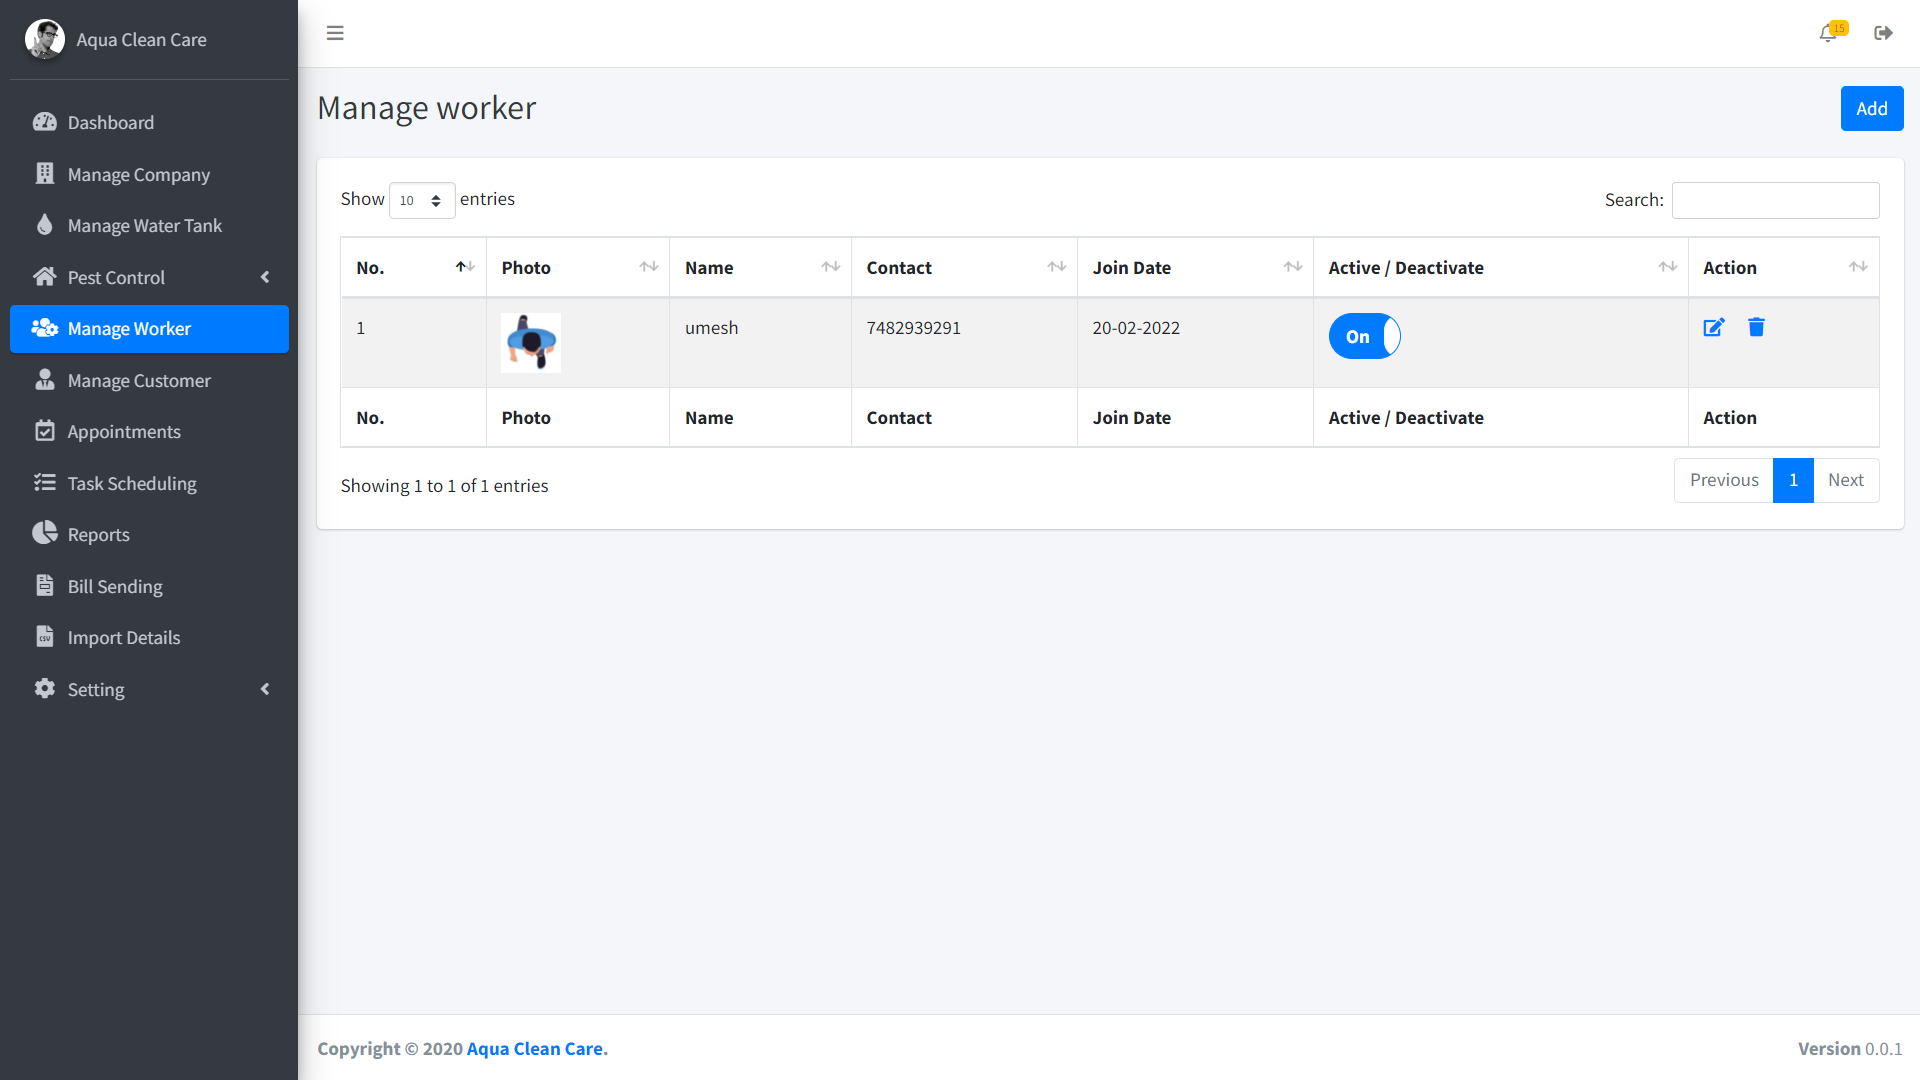 Aqua Clean Care
15
Dashboard
Manage Company
Manage Water Tank
Pest Control
Manage Worker
Manage Customer
Appointments
Task Scheduling
Reports
Bill Sending
CSV
Import Details
Setting
Manage worker
Add
Show 10 entries
Search:
No. Photo Name Contact Join Date Active / Deactivate Action
1 umesh 7482939291 20-02-2022 On
No. Photo Name Contact Join Date Active / Deactivate Action
Showing 1 to 1 of 1 entries
Previous 1 Next
Copyright © 2020 Aqua Clean Care.
Version 0.0.1